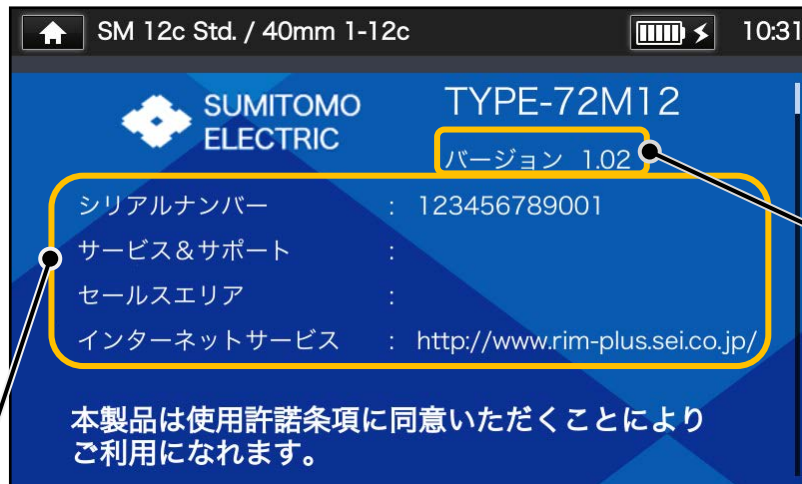 SM 12c Std. / 40mm 1-12c
10:31
SUMITOMO
ELECTRIC
TYPE-72M12
バージョン 1.02
シリアルナンバー : 123456789001
サービス&サポート :
セールスエリア :
インターネットサービス : http://www.rim-plus.sei.co.jp/
本製品は使用許諾条項に同意いただくことにより
ご利用になれます。